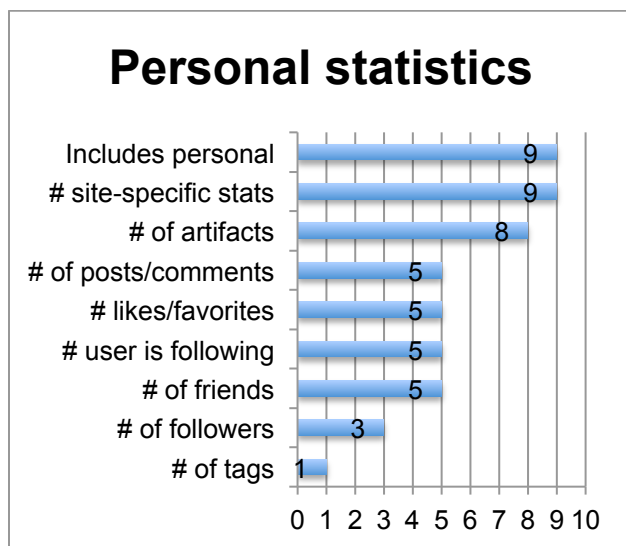 Personal statistics
Includes personal 9
# site-specific stats 9
# of artifacts 8
# of posts/comments 5
# likes/favorites 5
# user is following 5
# of friends 5
# of followers 3
# of tags 1
0 1 2 3 4 5 6 7 8 9 10